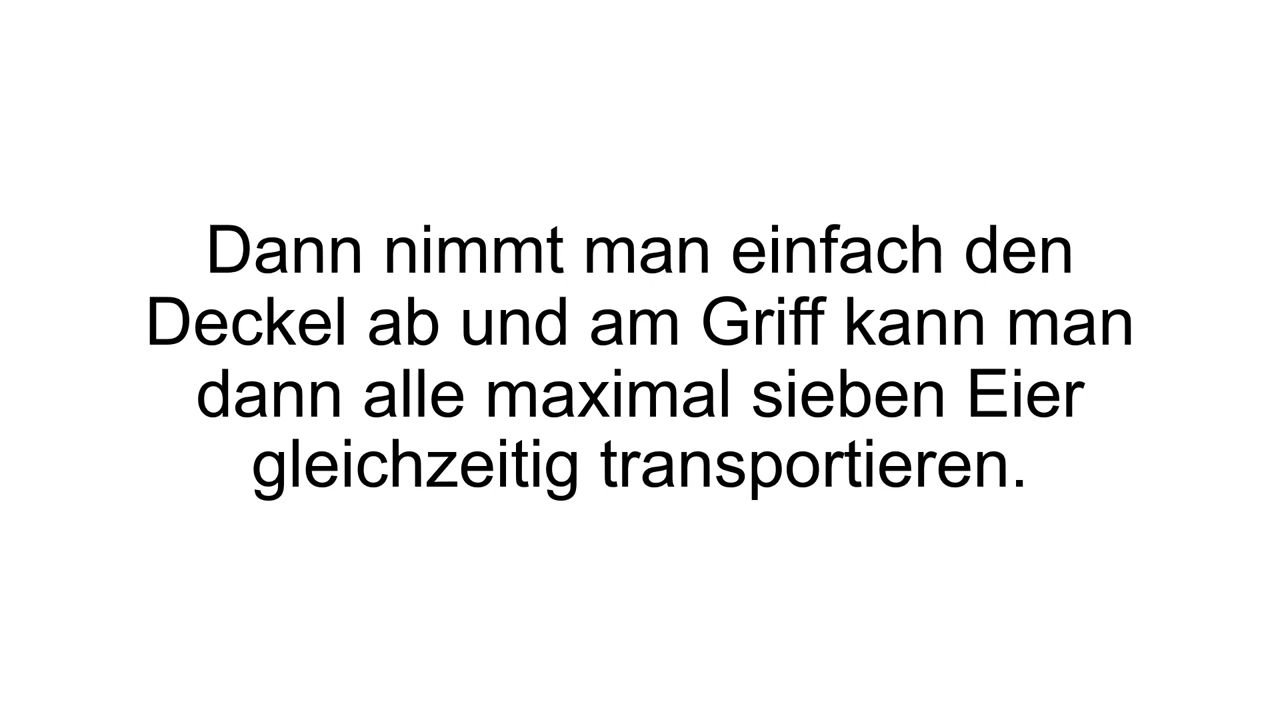 Dann nimmt man einfach den
Deckel ab und am Griff kann man
dann alle maximal sieben Eier
gleichzeitig transportieren.